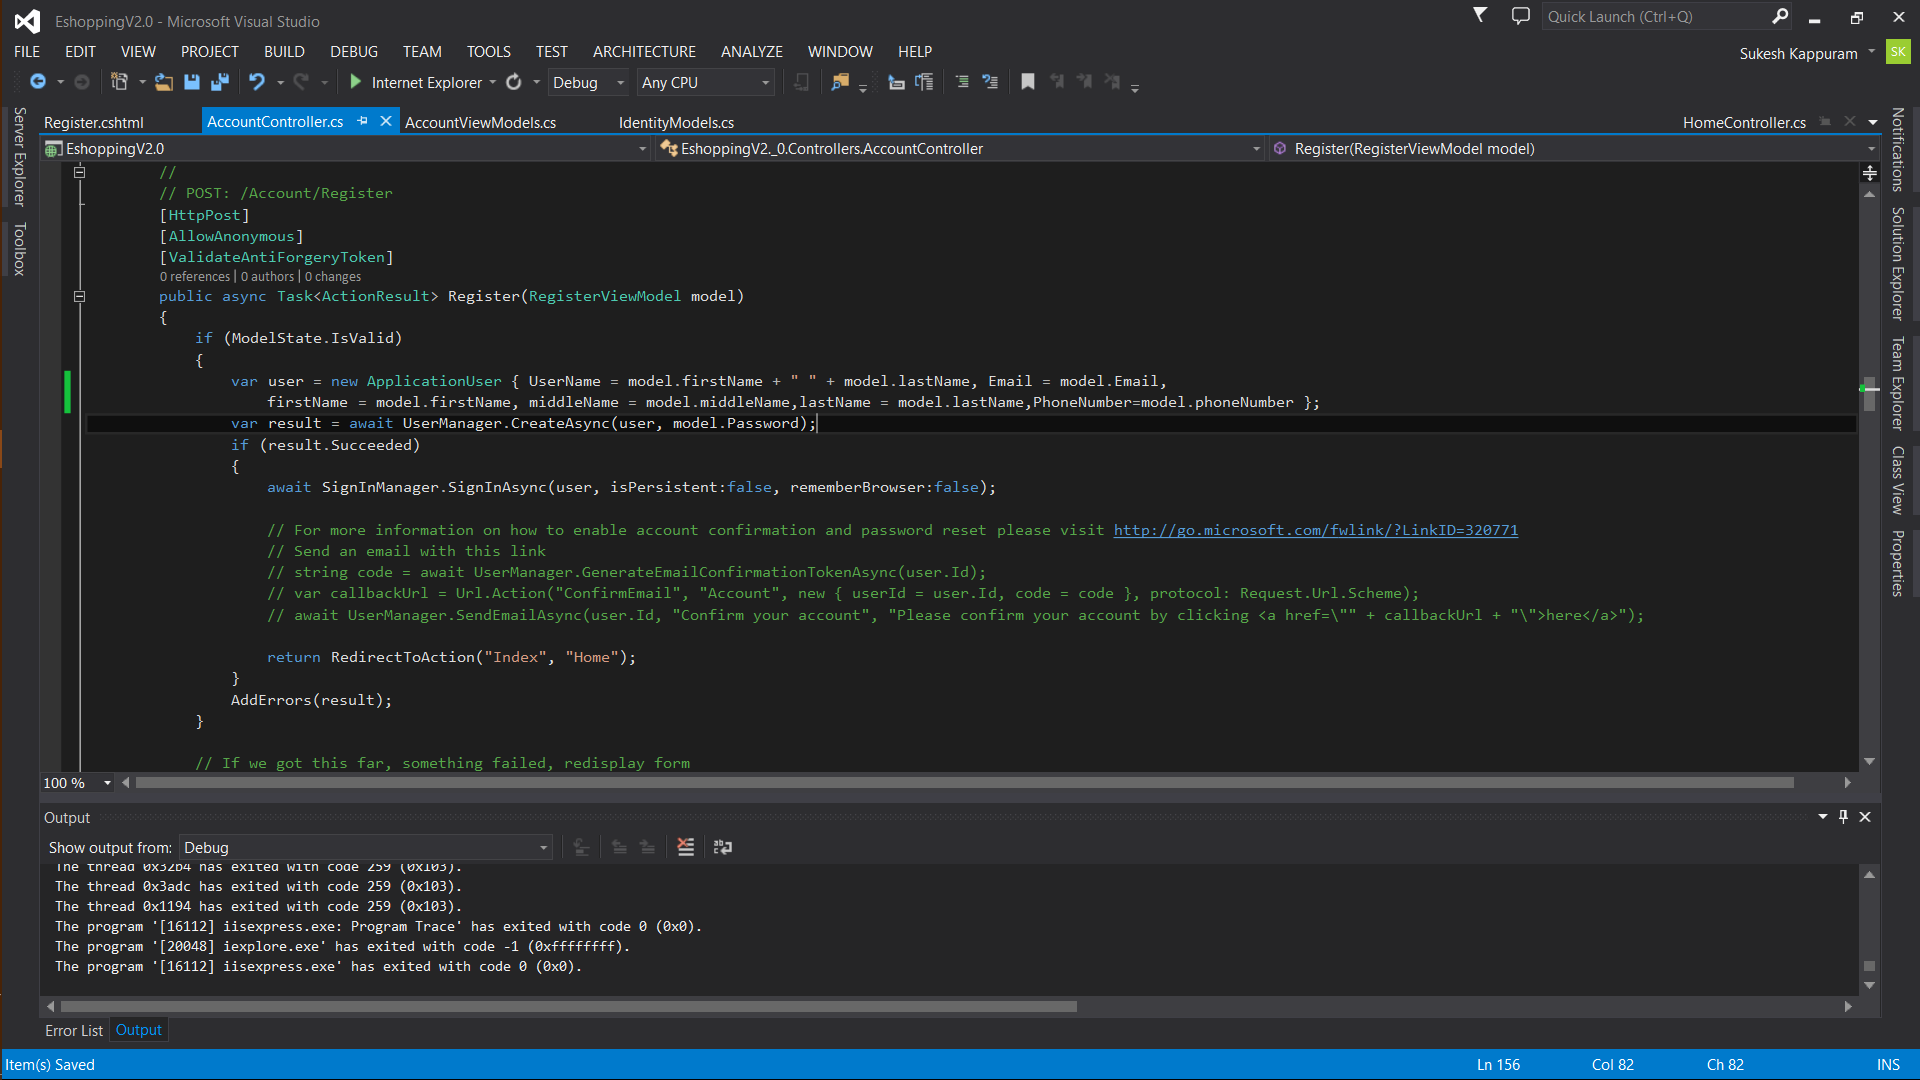 EshoppingV2.0 - Microsoft Visual Studio
Quick Launch (Ctrl+Q)
FILE EDIT VIEW PROJECT BUILD DEBUG TEAM TOOLS TEST ARCHITECTURE ANALYZE WINDOW HELP
Sukesh Kappuram SK
Internet Explorer Debug Any CPU
Server Explorer
Toolbox
Register.cshtml AccountController.cs AccountViewModels.cs IdentityModels.cs HomeController.cs
EshoppingV2.0 EshoppingV2._0.Controllers.AccountController Register(RegisterViewModel model)
//
// POST: /Account/Register
[HttpPost]
[AllowAnonymous]
[ValidateAntiForgeryToken]
0 references | 0 authors | 0 changes
public async Task<ActionResult> Register(RegisterViewModel model)
{
if (ModelState.IsValid)
{
var user = new ApplicationUser { UserName = model.firstName + " " + model.lastName, Email = model.Email,
firstName = model.firstName, middleName = model.middleName,lastName = model.lastName,PhoneNumber=model.phoneNumber };
var result = await UserManager.CreateAsync(user, model.Password);
if (result.Succeeded)
{
await SignInManager.SignInAsync(user, isPersistent:false, rememberBrowser:false);
// For more information on how to enable account confirmation and password reset please visit http://go.microsoft.com/fwlink/?LinkID=320771
// Send an email with this link
// string code = await UserManager.GenerateEmailConfirmationTokenAsync(user.Id);
// var callbackUrl = Url.Action("ConfirmEmail", "Account", new { userId = user.Id, code = code }, protocol: Request.Url.Scheme);
// await UserManager.SendEmailAsync(user.Id, "Confirm your account", "Please confirm your account by clicking <a href=\"" + callbackUrl + "\">here</a>");
return RedirectToAction("Index", "Home");
}
AddErrors(result);
}
// If we got this far, something failed, redisplay form
100 %
Notifications
Solution Explorer
Team Explorer
Class View
Properties
Output
Show output from: Debug
The thread 0x32b4 has exited with code 259 (0x103).
The thread 0x3adc has exited with code 259 (0x103).
The thread 0x1194 has exited with code 259 (0x103).
The program '[16112] iisexpress.exe: Program Trace' has exited with code 0 (0x0).
The program '[20048] iexplore.exe' has exited with code -1 (0xffffffff).
The program '[16112] iisexpress.exe' has exited with code 0 (0x0).
Error List Output
Item(s) Saved Ln 156 Col 82 Ch 82 INS